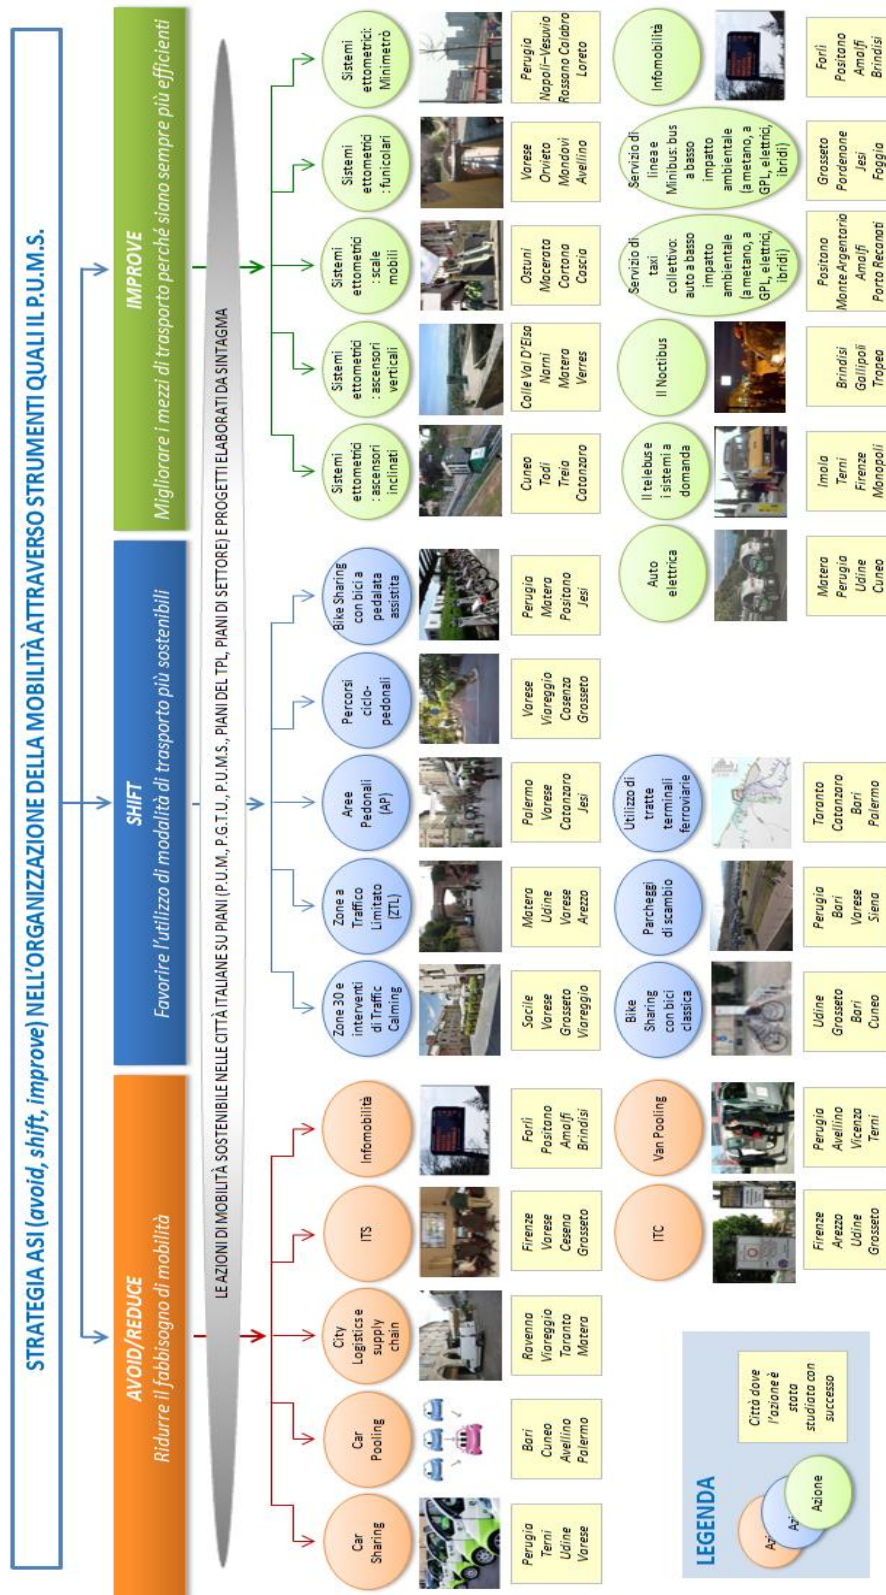 STRATEGIA ASI (avoid, shift, improve) NELL'ORGANIZZAZIONE DELLA MOBILITÀ ATTRAVERSO STRUMENTI QUALI IL P.U.M.S.
AVOID/REDUCE
Ridurre il fabbisogno di mobilità
SHIFT
Favorire l'utilizzo di modalità di trasporto più sostenibili
IMPROVE
Migliorare i mezzi di trasporto perché siano sempre più efficienti
LE AZIONI DI MOBILITÀ SOSTENIBILE NELLE CITTÀ ITALIANE SU PIANI (P.U.M., P.G.T.U., P.U.M.S., PIANI DEL TPL, PIANI DI SETTORE) E PROGETTI ELABORATI DA SINTAGMA
Car
Sharing
Perugia
Terni
Udine
Varese
Car
Pooling
Bari
Cuneo
Avellino
Palermo
City
Logistics e
supply
chain
Ravenna
Viareggio
Taranto
Matera
ITS
Firenze
Varese
Cesena
Grosseto
Infomobilità
Forlì
Positano
Amalfi
Brindisi
Zone 30 e
interventi
di Traffic
Calming
Sacile
Varese
Grosseto
Viareggio
Zone a
Traffico
Limitato
(ZTL)
Matera
Udine
Varese
Arezzo
Aree
Pedonali
(AP)
Palermo
Varese
Catanzaro
Jesi
Percorsi
ciclo-
pedonali
Varese
Viareggio
Cosenza
Grosseto
Bike Sharing
con bici a
pedalata
assistita
Perugia
Matera
Positano
Jesi
Sistemi
ettometrici
: ascensori
inclinati
Cuneo
Todi
Treia
Catanzaro
Sistemi
ettometrici
: ascensori
verticali
Colle Val D'Elsa
Narni
Matera
Verres
Sistemi
ettometrici
: scale
mobili
Ostuni
Macerata
Cortona
Cascia
Sistemi
ettometrici
: funicolari
Varese
Orvieto
Mondovì
Avellino
Sistemi
ettometrici:
Minimetrò
Perugia
Napoli–Vesuvio
Rossano Calabro
Loreto
LEGENDA
Azi
Azi
Azione
Città dove
l'azione è
stata
studiata con
successo
ITC
Firenze
Arezzo
Udine
Grosseto
Van Pooling
Perugia
Avellino
Vicenza
Terni
Bike
Sharing
con bici
classica
Udine
Grosseto
Bari
Cuneo
Parcheggi
di scambio
Perugia
Bari
Varese
Siena
Utilizzo di
tratte
terminali
ferroviarie
Taranto
Catanzaro
Bari
Palermo
Auto
elettrica
Matera
Perugia
Udine
Cuneo
Il telebus e
i sistemi a
domanda
Imola
Terni
Firenze
Monopoli
Il Noctibus
Brindisi
Gallipoli
Tropea
Servizio di
taxi
collettivo:
auto a basso
impatto
ambientale
(a metano, a
GPL, elettrici,
ibridi)
Positano
Monte Argentario
Amalfi
Porto Recanati
Servizio di
linea e
Minibus: bus
a basso
impatto
ambientale
(a metano, a
GPL, elettrici,
ibridi)
Grosseto
Pordenone
Jesi
Foggia
Infomobilità
Forlì
Positano
Amalfi
Brindisi